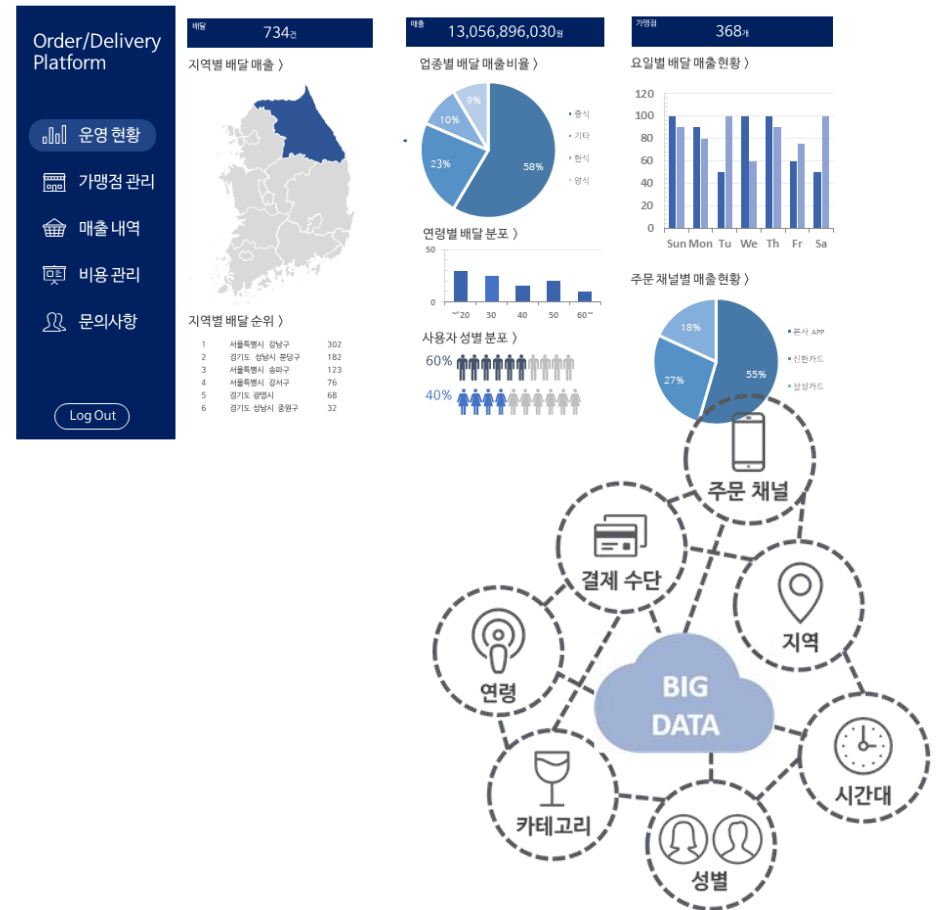 Order/Delivery
Platform
운영 현황
가맹점 관리
매출 내역
비용 관리
문의사항
Log Out
배달
734건
지역별 배달 매출 〉
지역별 배달 순위 〉
1 서울특별시 강남구 302
2 경기도 성남시 분당구 182
3 서울특별시 송파구 123
4 서울특별시 강서구 76
5 경기도 광명시 68
6 경기도 성남시 중원구 32
매출
13,056,896,030원
업종별 배달 매출비율 〉
9%
10%
23%
58%
중식
기타
한식
양식
연령별 배달 분포 〉
50
0
~20 30 40 50 60~
사용자 성별 분포 〉
60%
40%
가맹점
368개
요일별 배달 매출현황 〉
120
100
80
60
40
20
0
Sun Mon Tu We Th Fr Sa
주문 채널별 매출현황 〉
18%
27%
55%
본사 APP
신한카드
삼성카드
주문 채널
결제 수단
지역
연령
BIG
DATA
시간대
카테고리
성별